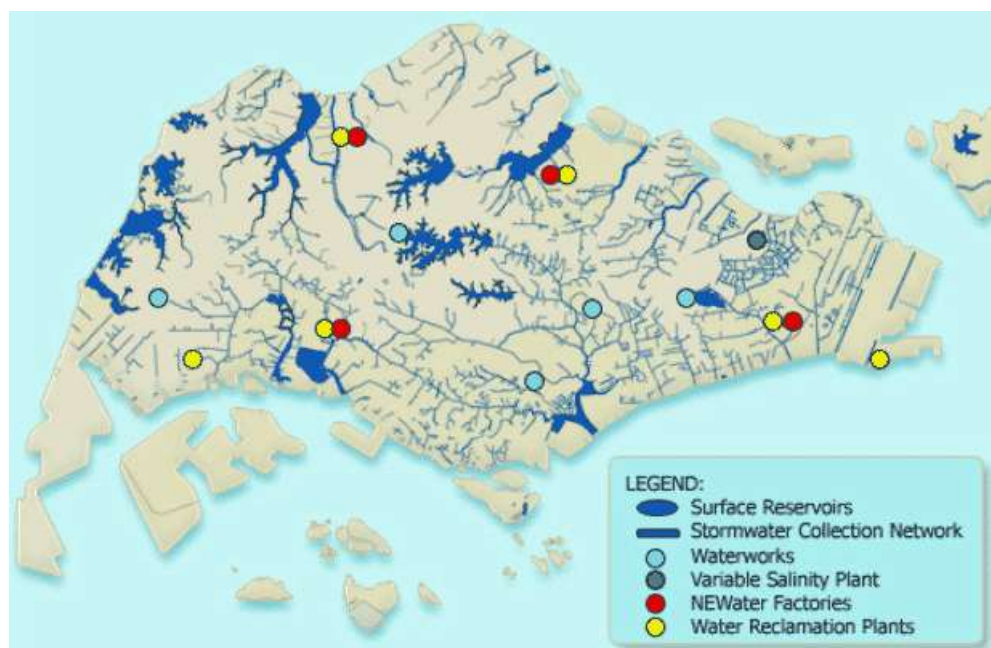 LEGEND:
Surface Reservoirs
Stormwater Collection Network
Waterworks
Variable Salinity Plant
NEWater Factories
Water Reclamation Plants